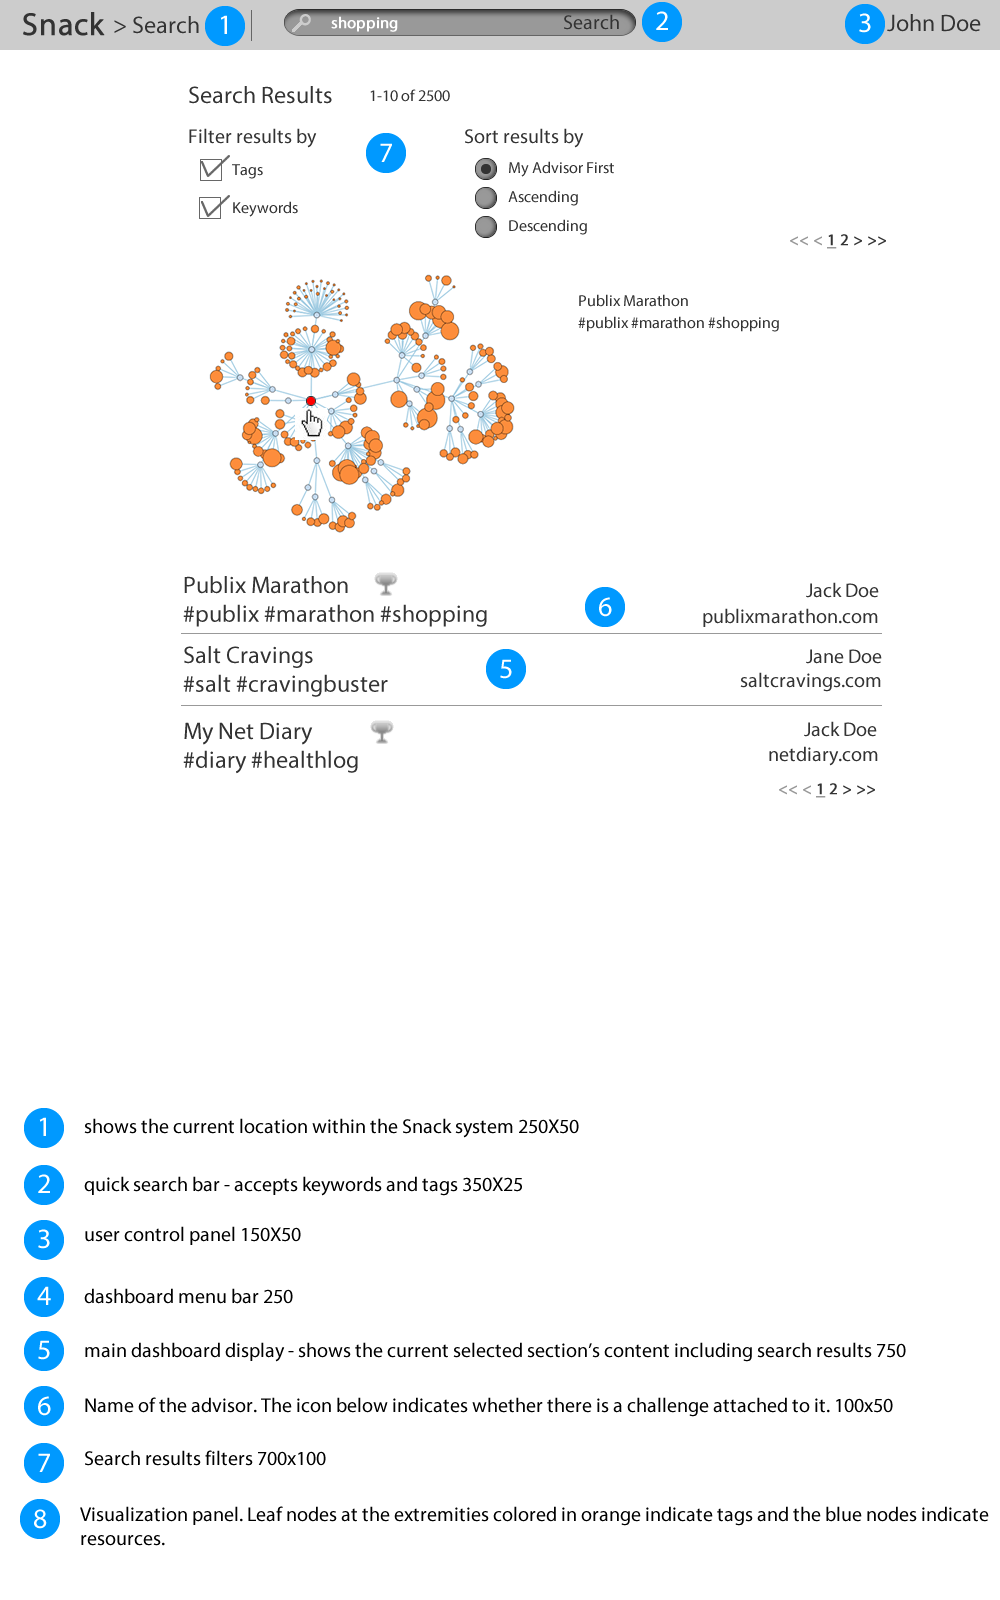 Snack > Search 1 shopping Search 2 3 John Doe
Search Results 1-10 of 2500
Filter results by 7 Sort results by
Tags My Advisor First
Ascending
Keywords
Descending
<< < 1 2 > >>
Publix Marathon
#publix #marathon #shopping
Publix Marathon Jack Doe
#publix #marathon #shopping 6 publixmarathon.com
Salt Cravings Jane Doe
#salt #cravingbuster 5 saltcravings.com
My Net Diary Jack Doe
#diary #healthlog netdiary.com
<< < 1 2 > >>
1 shows the current location within the Snack system 250X50
2 quick search bar - accepts keywords and tags 350X25
3 user control panel 150X50
4 dashboard menu bar 250
5 main dashboard display - shows the current selected section's content including search results 750
6 Name of the advisor. The icon below indicates whether there is a challenge attached to it. 100x50
7 Search results filters 700x100
8 Visualization panel. Leaf nodes at the extremities colored in orange indicate tags and the blue nodes indicate
resources.